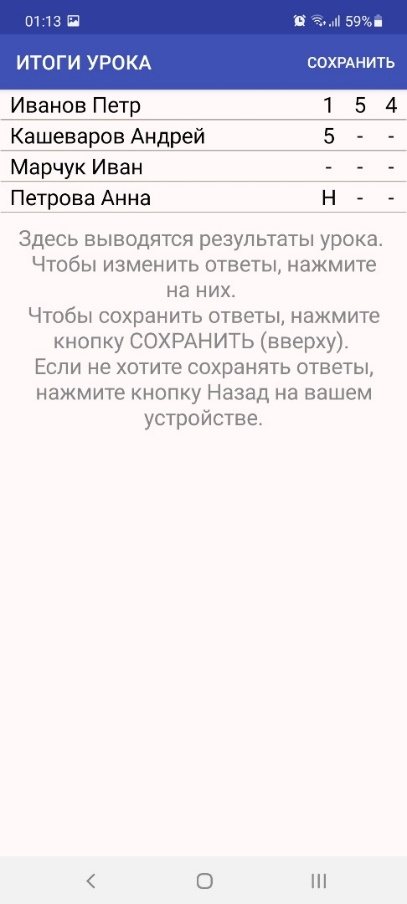 01:13 59%
ИТОГИ УРОКА СОХРАНИТЬ
Иванов Петр 1 5 4
Кашеваров Андрей 5 - -
Марчук Иван - - -
Петрова Анна Н - -
Здесь выводятся результаты урока.
Чтобы изменить ответы, нажмите
на них.
Чтобы сохранить ответы, нажмите
кнопку СОХРАНИТЬ (вверху).
Если не хотите сохранять ответы,
нажмите кнопку Назад на вашем
устройстве.